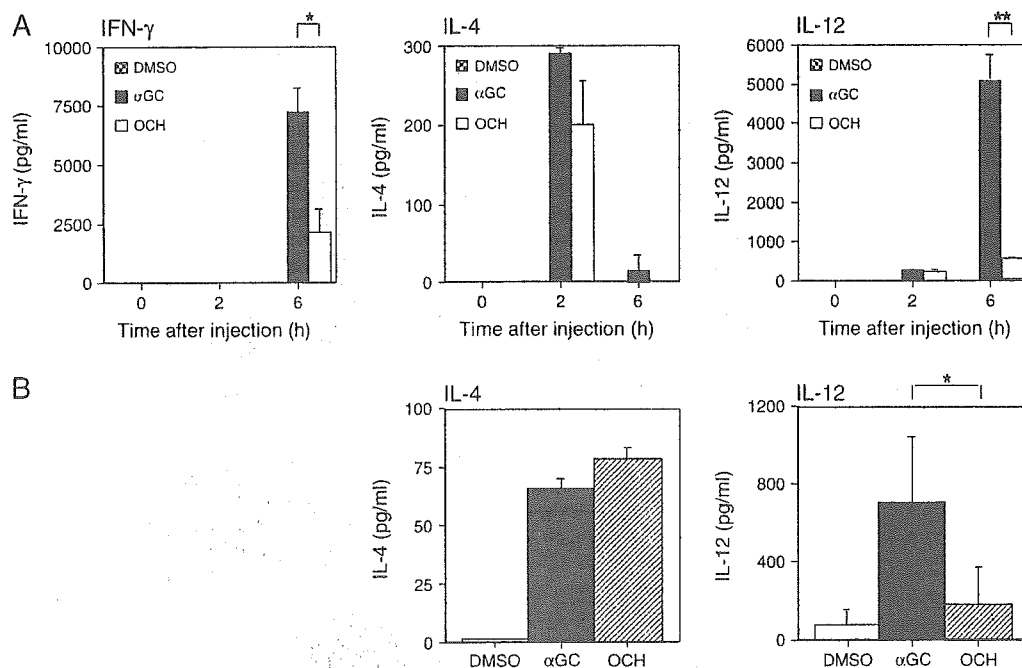 A
IFN-γ
*
10000
7500
5000
2500
0
IFN-γ (pg/ml)
DMSO
αGC
OCH
0 2 6
Time after injection (h)
IL-4
300
200
100
0
IL-4 (pg/ml)
DMSO
αGC
OCH
0 2 6
Time after injection (h)
IL-12
**
6000
5000
4000
3000
2000
1000
0
IL-12 (pg/ml)
DMSO
αGC
OCH
0 2 6
Time after injection (h)
B
IL-4
100
75
50
25
0
IL-4 (pg/ml)
DMSO αGC OCH
IL-12
*
1200
800
400
0
IL-12 (pg/ml)
DMSO αGC OCH